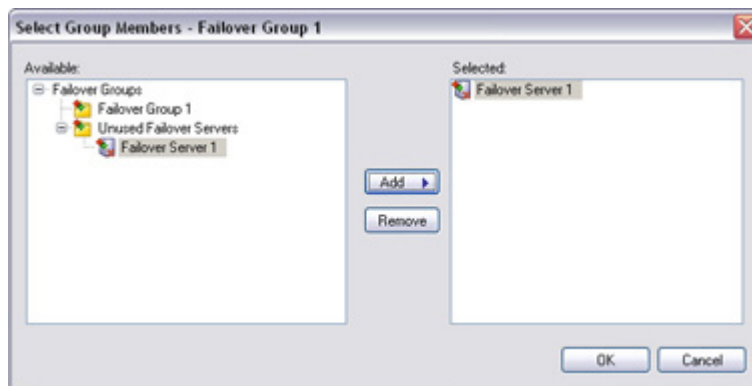 Select Group Members - Failover Group 1
Available:
Selected:
Failover Groups
Failover Group 1
Unused Failover Servers
Failover Server 1
Failover Server 1
Add
Remove
OK
Cancel